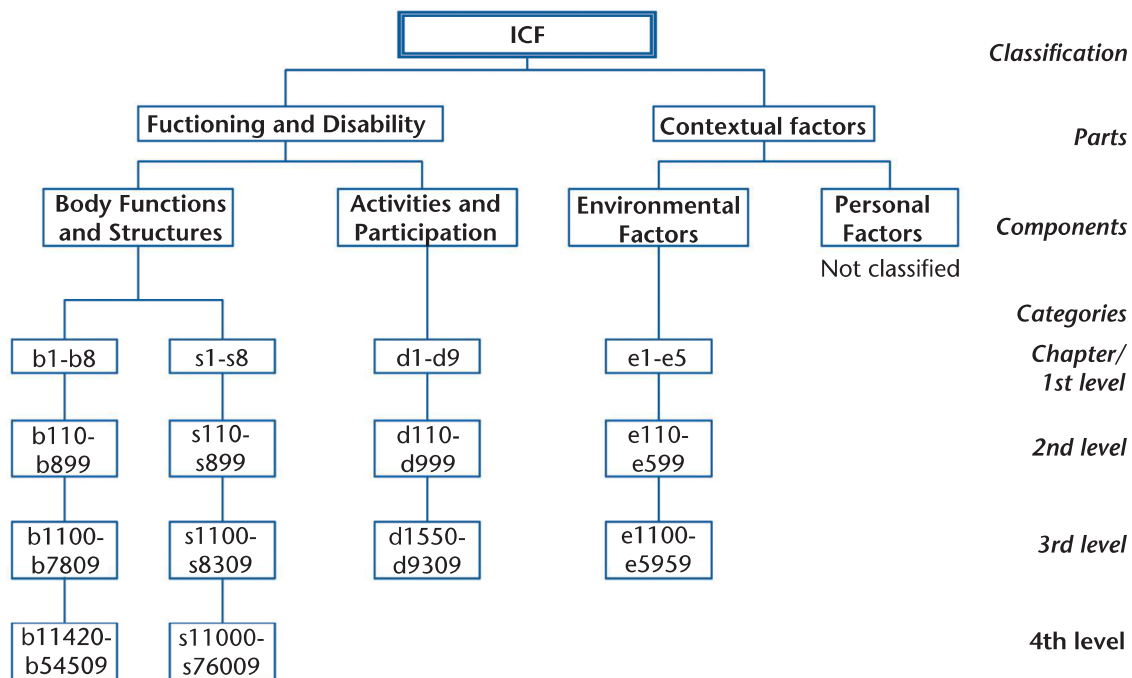 ICF
Classification
Fuctioning and Disability
Contextual factors
Parts
Body Functions
and Structures
Activities and
Participation
Environmental
Factors
Personal
Factors
Components
Not classified
Categories
b1-b8
s1-s8
d1-d9
e1-e5
Chapter/
1st level
b110-
b899
s110-
s899
d110-
d999
e110-
e599
2nd level
b1100-
b7809
s1100-
s8309
d1550-
d9309
e1100-
e5959
3rd level
b11420-
b54509
s11000-
s76009
4th level